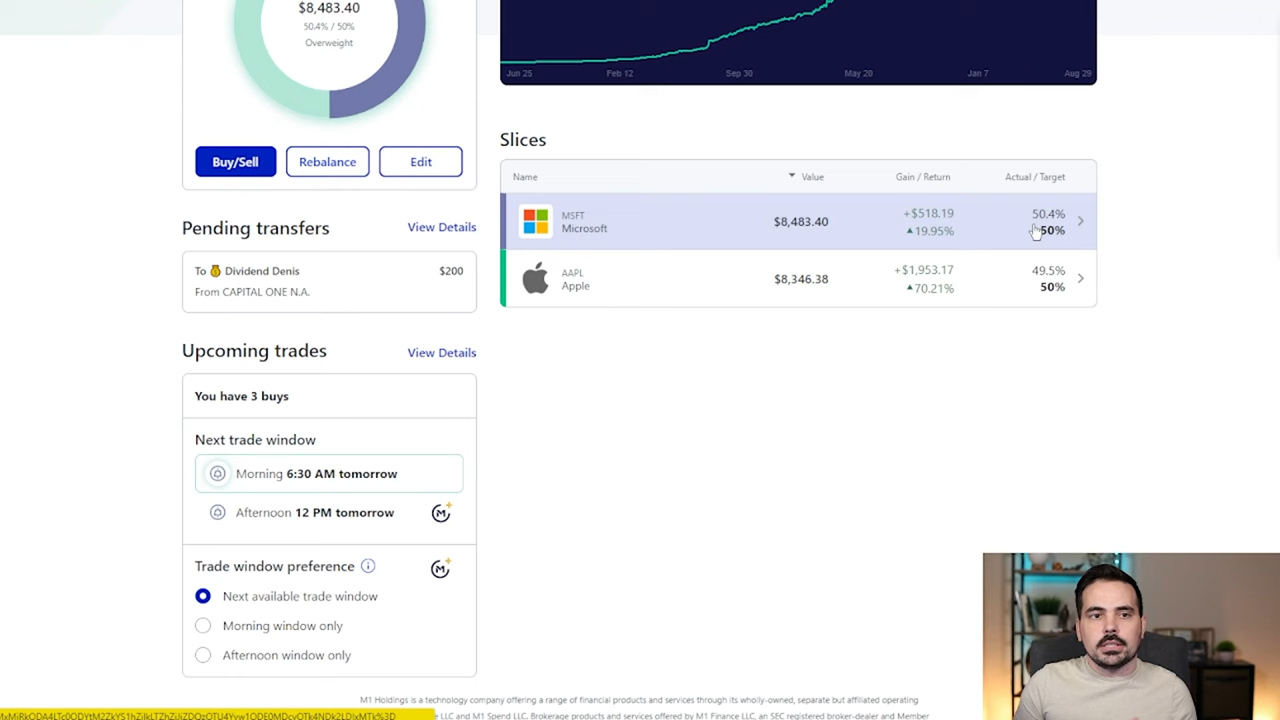 $8,483.40
50.4% / 50%
Overweight
Buy/Sell
Rebalance
Edit
Pending transfers
View Details
To 💰 Dividend Denis
$200
From CAPITAL ONE N.A.
Upcoming trades
View Details
You have 3 buys
Next trade window
Morning 6:30 AM tomorrow
Afternoon 12 PM tomorrow
Trade window preference
Next available trade window
Morning window only
Afternoon window only
Jun 25
Feb 12
Sep 30
May 20
Jan 7
Aug 29
Slices
Name
Value
Gain / Return
Actual / Target
MSFT
Microsoft
$8,483.40
+$518.19
19.95%
50.4%
50%
AAPL
Apple
$8,346.38
+$1,953.17
70.21%
49.5%
50%
M1 Holdings is a technology company offering a range of financial products and services through its wholly-owned, separate but affiliated operating
LLC and M1 Spend LLC. Brokerage products and services offered by M1 Finance LLC, an SEC registered broker-dealer and Member